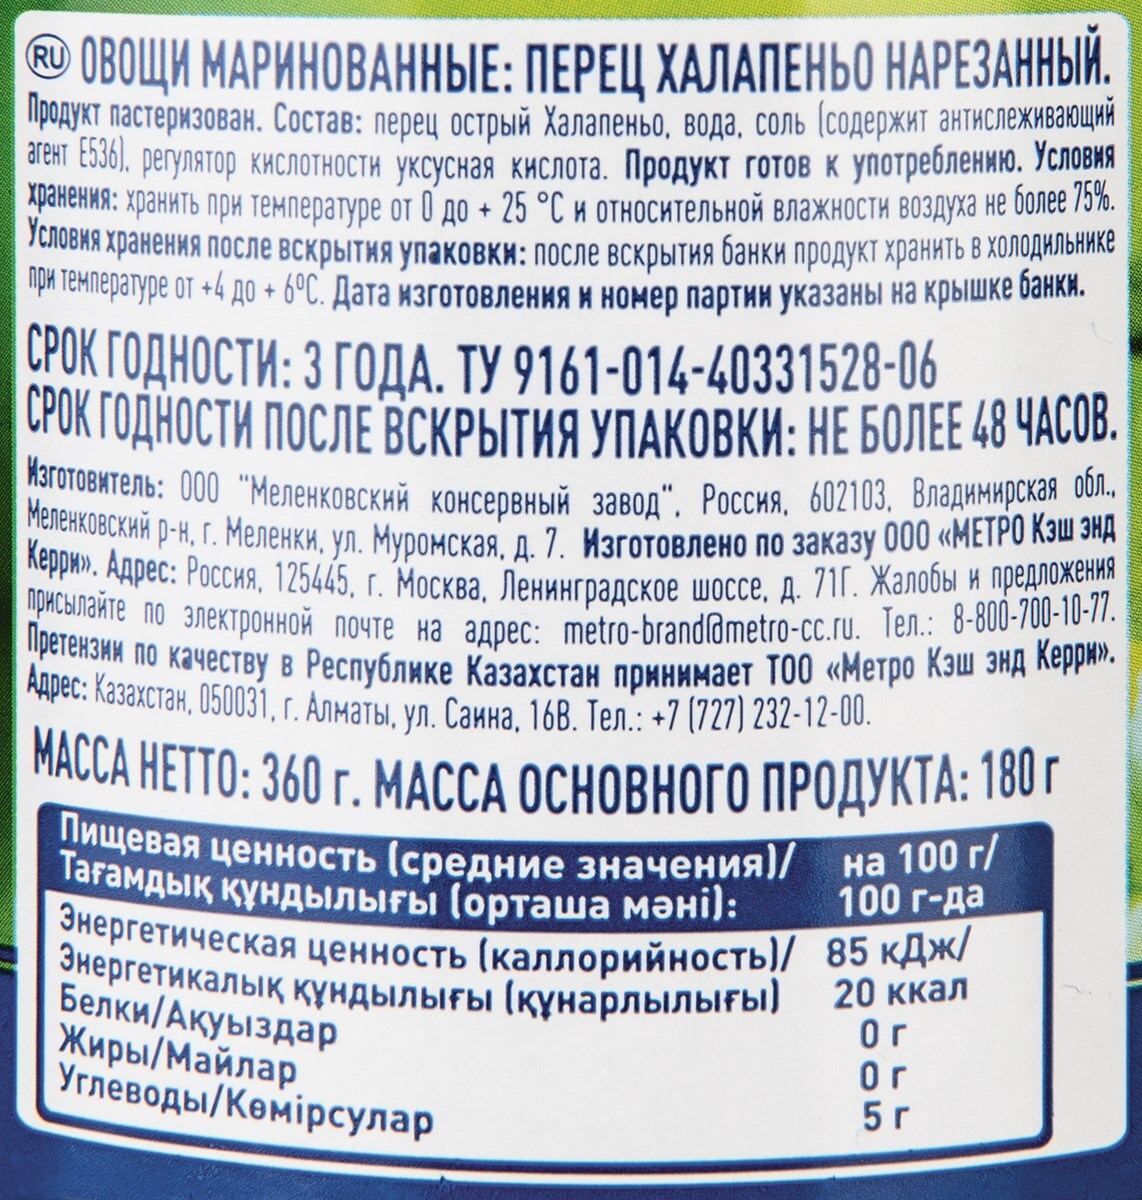 RU ОВОЩИ МАРИНОВАННЫЕ: ПЕРЕЦ ХАЛАПЕНЬО НАРЕЗАННЫЙ.
Продукт пастеризован. Состав: перец острый Халапеньо, вода, соль (содержит антислеживающий
агент Е536), регулятор кислотности уксусная кислота. Продукт готов к употреблению. Условия
хранения: хранить при температуре от 0 до + 25 °С и относительной влажности воздуха не более 75%.
Условия хранения после вскрытия упаковки: после вскрытия банки продукт хранить в холодильнике
при температуре от +4 до + 6ºС. Дата изготовления и номер партии указаны на крышке банки.
СРОК ГОДНОСТИ: 3 ГОДА. ТУ 9161-014-40331528-06
СРОК ГОДНОСТИ ПОСЛЕ ВСКРЫТИЯ УПАКОВКИ: НЕ БОЛЕЕ 48 ЧАСОВ.
Изготовитель: ООО "Меленковский консервный завод", Россия, 602103, Владимирская обл.,
Меленковский р-н, г. Меленки, ул. Муромская, д. 7. Изготовлено по заказу ООО «МЕТРО Кэш энд
Керри». Адрес: Россия, 125445, г. Москва, Ленинградское шоссе, д. 71Г. Жалобы и предложения
присылайте по электронной почте на адрес: metro-brand@metro-cc.ru. Тел.: 8-800-700-10-77.
Претензии по качеству в Республике Казахстан принимает ТОО «Метро Кэш энд Керри».
Адрес: Казахстан, 050031, г. Алматы, ул. Саина, 16В. Тел.: +7 (727) 232-12-00.
МАССА НЕТТО: 360 г. МАССА ОСНОВНОГО ПРОДУКТА: 180 г
Пищевая ценность (средние значения)/ на 100 г/
Тағамдық құндылығы (орташа мәні): 100 г-да
Энергетическая ценность (каллорийность)/ 85 кДж/
Энергетикалық құндылығы (құнарлылығы) 20 ккал
Белки/Ақуыздар 0 г
Жиры/Майлар 0 г
Углеводы/Көмірсулар 5 г